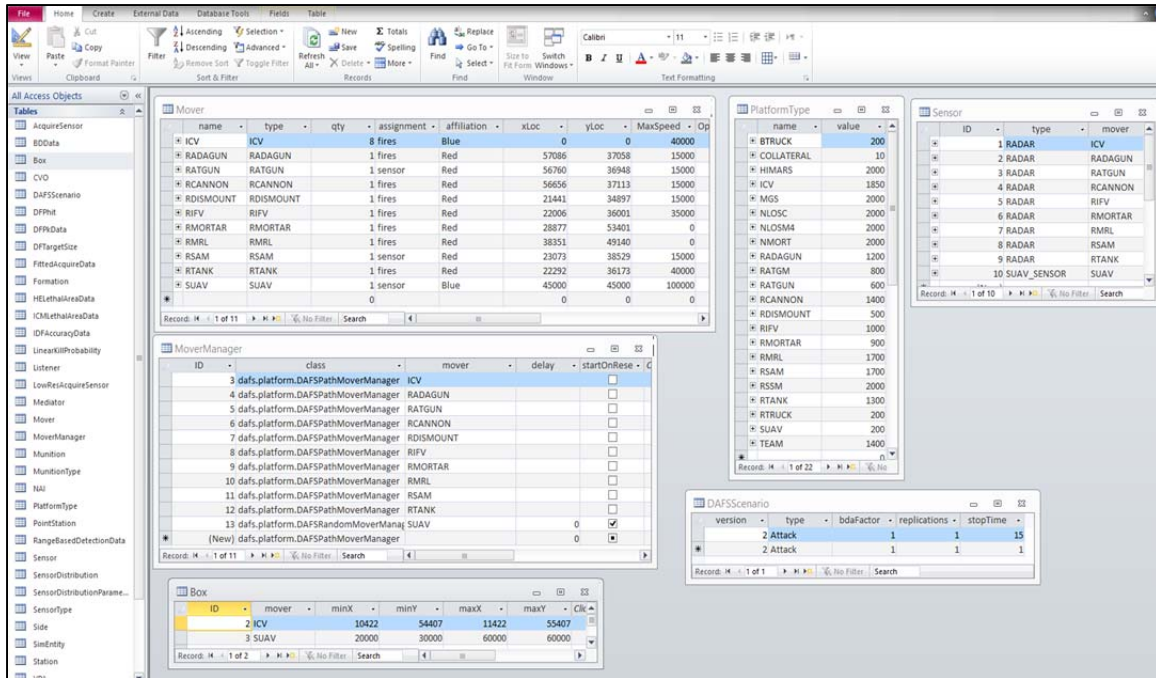 File Home Create External Data Database Tools Fields Table
View Paste Cut Copy Format Painter
Filter Ascending Descending Remove Sort Selection Advanced Toggle Filter
Refresh All New Save Delete Totals Spelling More
Find Replace Go To Select
Size to Fit Form Switch Windows
Calibri 11
B I U A
Views Clipboard Sort & Filter Records Find Window Text Formatting
All Access Objects
Tables
AcquireSensor
BDData
Box
CVO
DAFSScenario
DFPhit
DFPkData
DFTargetSize
FittedAcquireData
Formation
HELethalAreaData
ICMLethalAreaData
IDFAccuracyData
LinearKillProbability
Listener
LowResAcquireSensor
Mediator
Mover
MoverManager
Munition
MunitionType
NAI
PlatformType
PointStation
RangeBasedDetectionData
Sensor
SensorDistribution
SensorDistributionParame...
SensorType
Side
SimEntity
Station
Mover
name type qty assignment affiliation xLoc yLoc MaxSpeed Op
ICV ICV 8 fires Blue 0 0 40000
RADAGUN RADAGUN 1 fires Red 57086 37058 15000
RATGUN RATGUN 1 sensor Red 56760 36948 15000
RCANNON RCANNON 1 fires Red 56656 37113 15000
RDISMOUNT RDISMOUNT 1 fires Red 21441 34897 15000
RIFV RIFV 1 fires Red 22006 36001 35000
RMORTAR RMORTAR 1 fires Red 28877 53401 0
RMRL RMRL 1 fires Red 38351 49140 0
RSAM RSAM 1 sensor Red 23073 38529 15000
RTANK RTANK 1 fires Red 22292 36173 40000
SUAV SUAV 1 sensor Blue 45000 45000 100000
0 0 0 0
Record: 1 of 11 No Filter Search
MoverManager
ID class mover delay startOnRese C
3 dafs.platform.DAFSPathMoverManager ICV
4 dafs.platform.DAFSPathMoverManager RADAGUN
5 dafs.platform.DAFSPathMoverManager RATGUN
6 dafs.platform.DAFSPathMoverManager RCANNON
7 dafs.platform.DAFSPathMoverManager RDISMOUNT
8 dafs.platform.DAFSPathMoverManager RIFV
9 dafs.platform.DAFSPathMoverManager RMORTAR
10 dafs.platform.DAFSPathMoverManager RMRL
11 dafs.platform.DAFSPathMoverManager RSAM
12 dafs.platform.DAFSPathMoverManager RTANK
13 dafs.platform.DAFSRandomMoverManag SUAV 0
(New) dafs.platform.DAFSPathMoverManager 0
Record: 1 of 11 No Filter Search
Box
ID mover minX minY maxX maxY Clic
2 ICV 10422 54407 11422 55407
3 SUAV 20000 30000 60000 60000
Record: 1 of 2 No Filter Search
PlatformType
name value
BTRUCK 200
COLLATERAL 10
HIMARS 2000
ICV 1850
MGS 2000
NLOSC 2000
NLOSM4 2000
NMORT 2000
RADAGUN 1200
RATGM 800
RATGUN 600
RCANNON 1400
RDISMOUNT 500
RIFV 1000
RMORTAR 900
RMRL 1700
RSAM 1700
RSSM 2000
RTANK 1300
RTRUCK 200
SUAV 200
TEAM 1400
0
Record: 1 of 22 No
Sensor
ID type mover
1 RADAR ICV
2 RADAR RADAGUN
3 RADAR RATGUN
4 RADAR RCANNON
5 RADAR RIFV
6 RADAR RMORTAR
7 RADAR RMRL
8 RADAR RSAM
9 RADAR RTANK
10 SUAV_SENSOR SUAV
Record: 1 of 10 No Filter Search
DAFSScenario
version type bdaFactor replications stopTime
2 Attack 1 1 15
2 Attack 1 1 1
Record: 1 of 1 No Filter Search